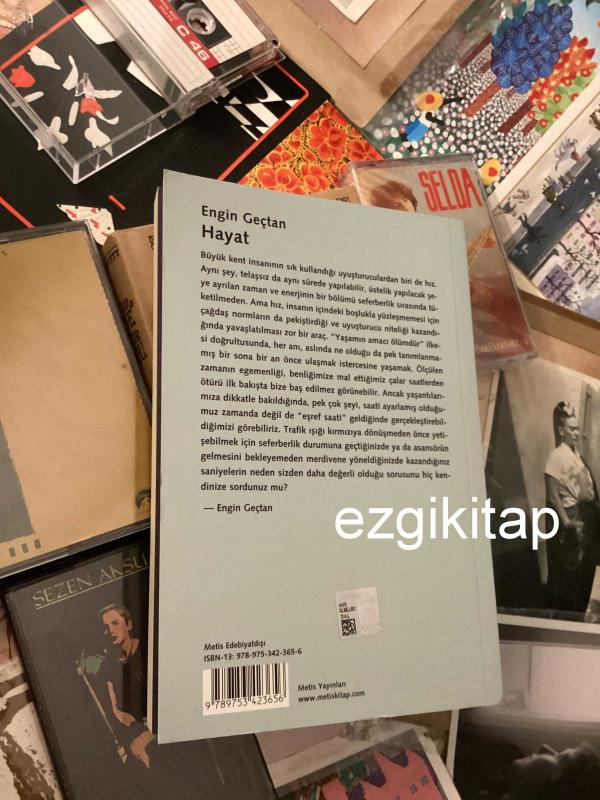 C 46
SELDA
Engin Geçtan
Hayat
Büyük kent insanının sık kullandığı uyuşturuculardan biri de hız.
Aynı şey, telaşsız da aynı sürede yapılabilir, üstelik yapılacak şe-
ye ayrılan zaman ve enerjinin bir bölümü seferberlik sırasında tü-
ketilmeden. Ama hız, insanın içindeki boşlukla yüzleşmemesi için
çağdaş normların da pekiştirdiği ve uyuşturucu niteliği kazandı-
ğında yavaşlatılması zor bir araç. "Yaşamın amacı ölümdür" ilke-
si doğrultusunda, her anı, aslında ne olduğu da pek tanımlanma-
mış bir sona bir an önce ulaşmak istercesine yaşamak. Ölçülen
zamanın egemenliği, benliğimize mal ettiğimiz çalar saatlerden
ötürü ilk bakışta bize baş edilmez görünebilir. Ancak yaşantıları-
mıza dikkatle bakıldığında, pek çok şeyi, saati ayarlamış olduğu-
muz zamanda değil de "eşref saati" geldiğinde gerçekleştirebil-
diğimizi görebiliriz. Trafik ışığı kırmızıya dönüşmeden önce yeti-
şebilmek için seferberlik durumuna geçtiğinizde ya da asansörün
gelmesini bekleyemeden merdivene yöneldiğinizde kazandığınız
saniyelerin neden sizden daha değerli olduğu sorusunu hiç ken-
dinize sordunuz mu?
— Engin Geçtan
ezgikitap
SEZEN AKSU
Metis Edebiyatdışı
ISBN-13: 978-975-342-365-6
9 789753 423656
Metis Yayınları
www.metiskitap.com